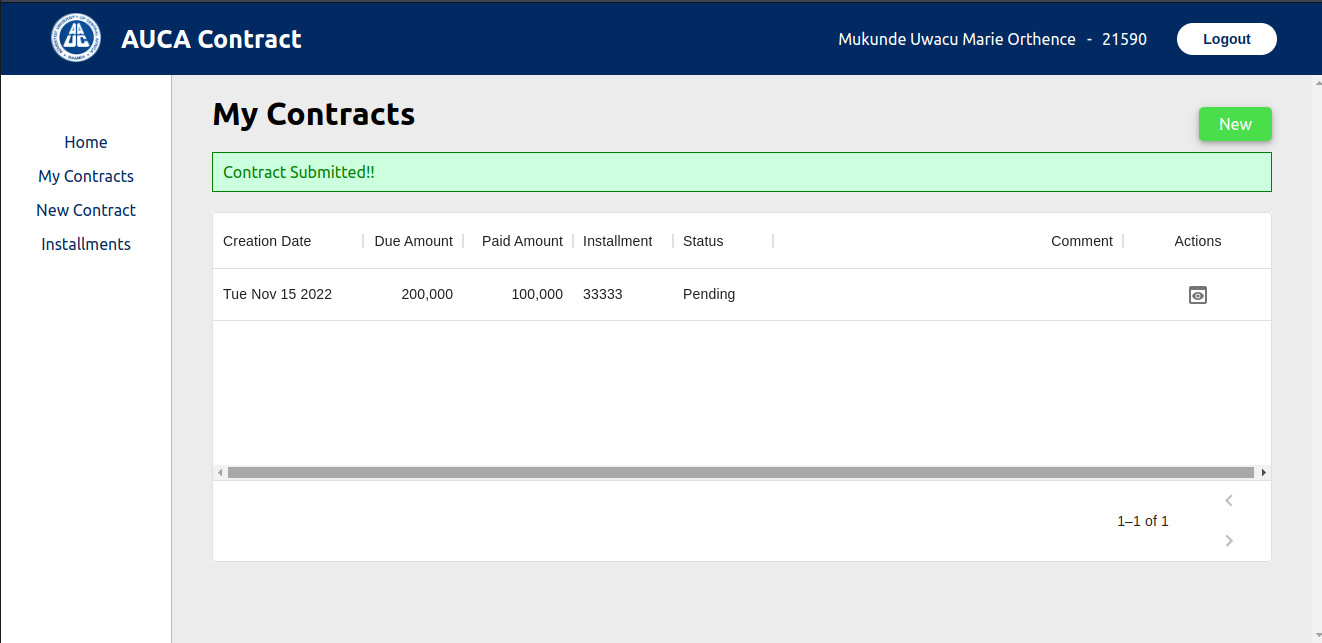 AUCA Contract
Mukunde Uwacu Marie Orthence - 21590
Logout
Home
My Contracts
New Contract
Installments
My Contracts
New
Contract Submitted!!
Creation Date Due Amount Paid Amount Installment Status Comment Actions
Tue Nov 15 2022 200,000 100,000 33333 Pending
1–1 of 1